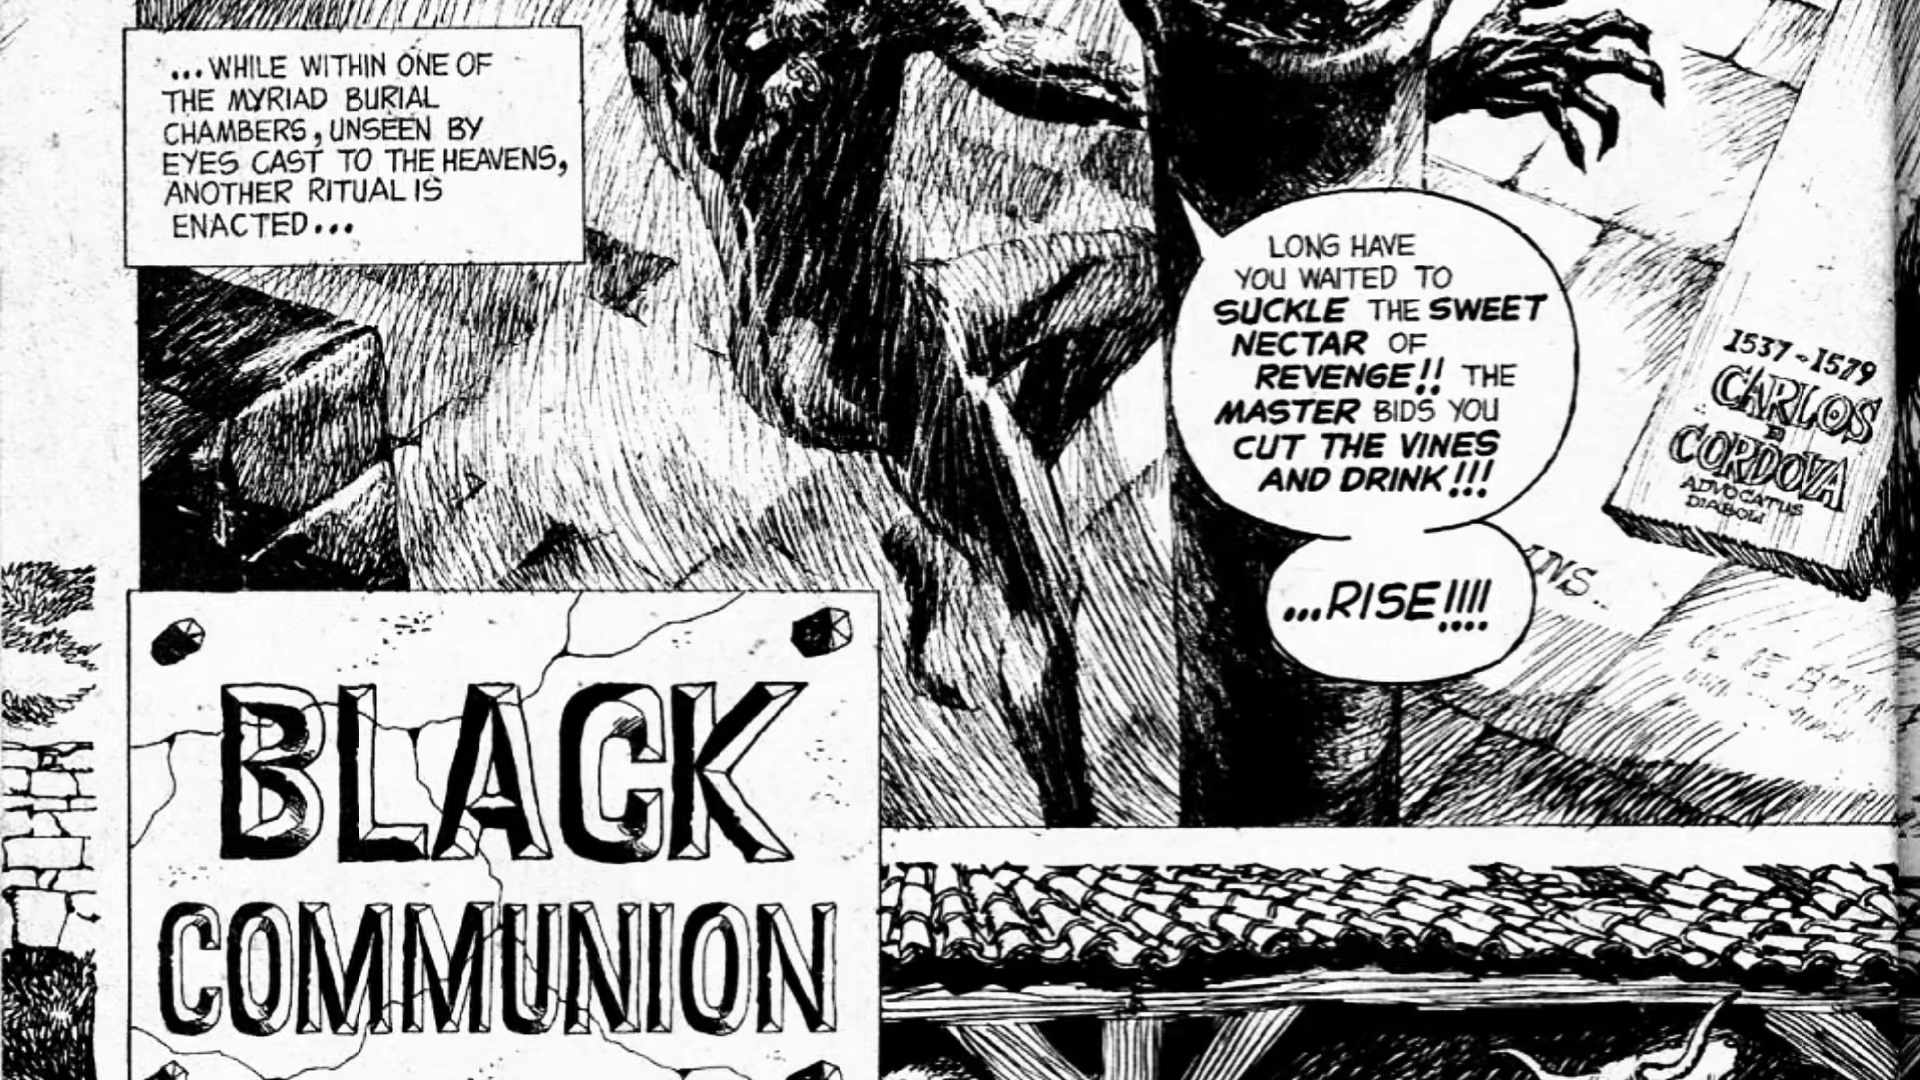 ...WHILE WITHIN ONE OF
THE MYRIAD BURIAL
CHAMBERS, UNSEEN BY
EYES CAST TO THE HEAVENS,
ANOTHER RITUAL IS
ENACTED...
LONG HAVE
YOU WAITED TO
SUCKLE THE SWEET
NECTAR OF
REVENGE!! THE
MASTER BIDS YOU
CUT THE VINES
AND DRINK!!!
...RISE!!!!
1537-1579
CARLOS
CORDOVA
ADVOCATUS
DIABOLI
BLACK
COMMUNION